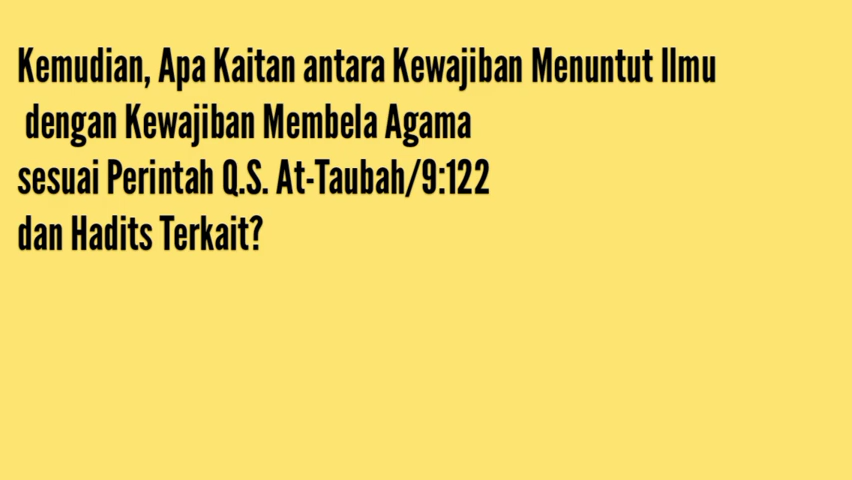 Kemudian, Apa Kaitan antara Kewajiban Menuntut Ilmu
dengan Kewajiban Membela Agama
sesuai Perintah Q.S. At-Taubah/9:122
dan Hadits Terkait?